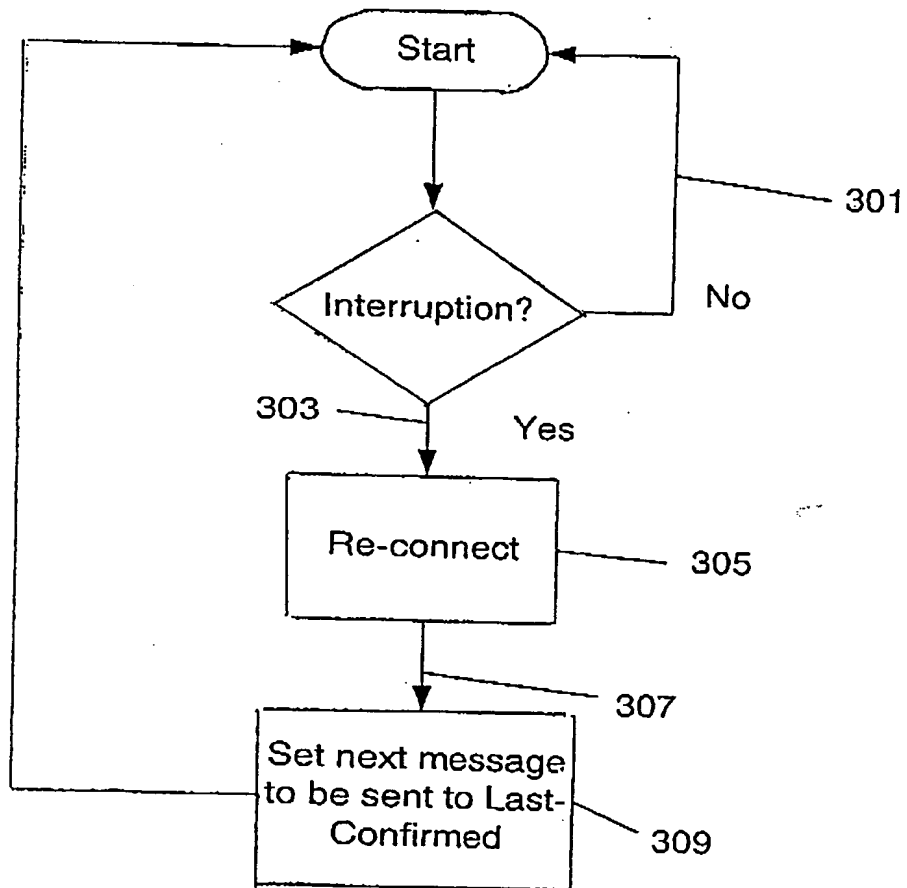 Start
301
Interruption?
No
303
Yes
Re-connect
305
307
Set next message
to be sent to Last-
Confirmed
309